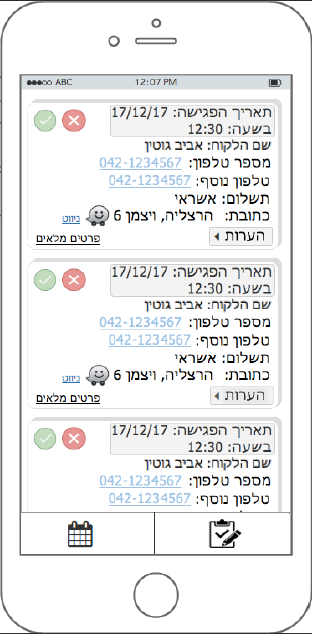 ABC 12:07 PM
תאריך הפגישה: 17/12/17
בשעה: 12:30
שם הלקוח: אביב גוטין
מספר טלפון: 042-1234567
טלפון נוסף: 042-1234567
תשלום: אשראי
כתובת: הרצליה, ויצמן 6 ניווט
הערות
פרטים מלאים
תאריך הפגישה: 17/12/17
בשעה: 12:30
שם הלקוח: אביב גוטין
מספר טלפון: 042-1234567
טלפון נוסף: 042-1234567
תשלום: אשראי
כתובת: הרצליה, ויצמן 6 ניווט
הערות
פרטים מלאים
תאריך הפגישה: 17/12/17
בשעה: 12:30
שם הלקוח: אביב גוטין
מספר טלפון: 042-1234567
טלפון נוסף: 042-1234567